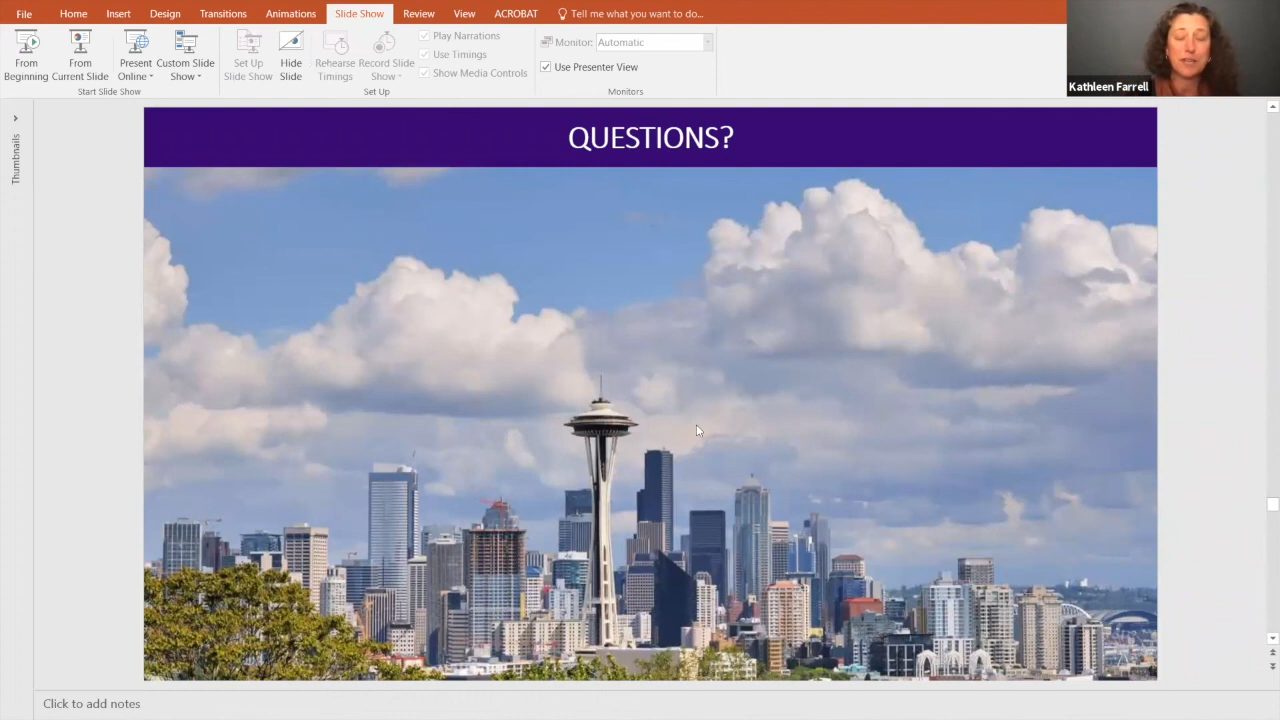 File Home Insert Design Transitions Animations Slide Show Review View ACROBAT Tell me what you want to do...
From Beginning
From Current Slide
Present Online
Custom Slide Show
Set Up Slide Show
Hide Slide
Rehearse Timings
Record Slide Show
Play Narrations
Use Timings
Show Media Controls
Monitor: Automatic
Use Presenter View
Start Slide Show
Set Up
Monitors
Kathleen Farrell
Thumbnails
QUESTIONS?
Click to add notes